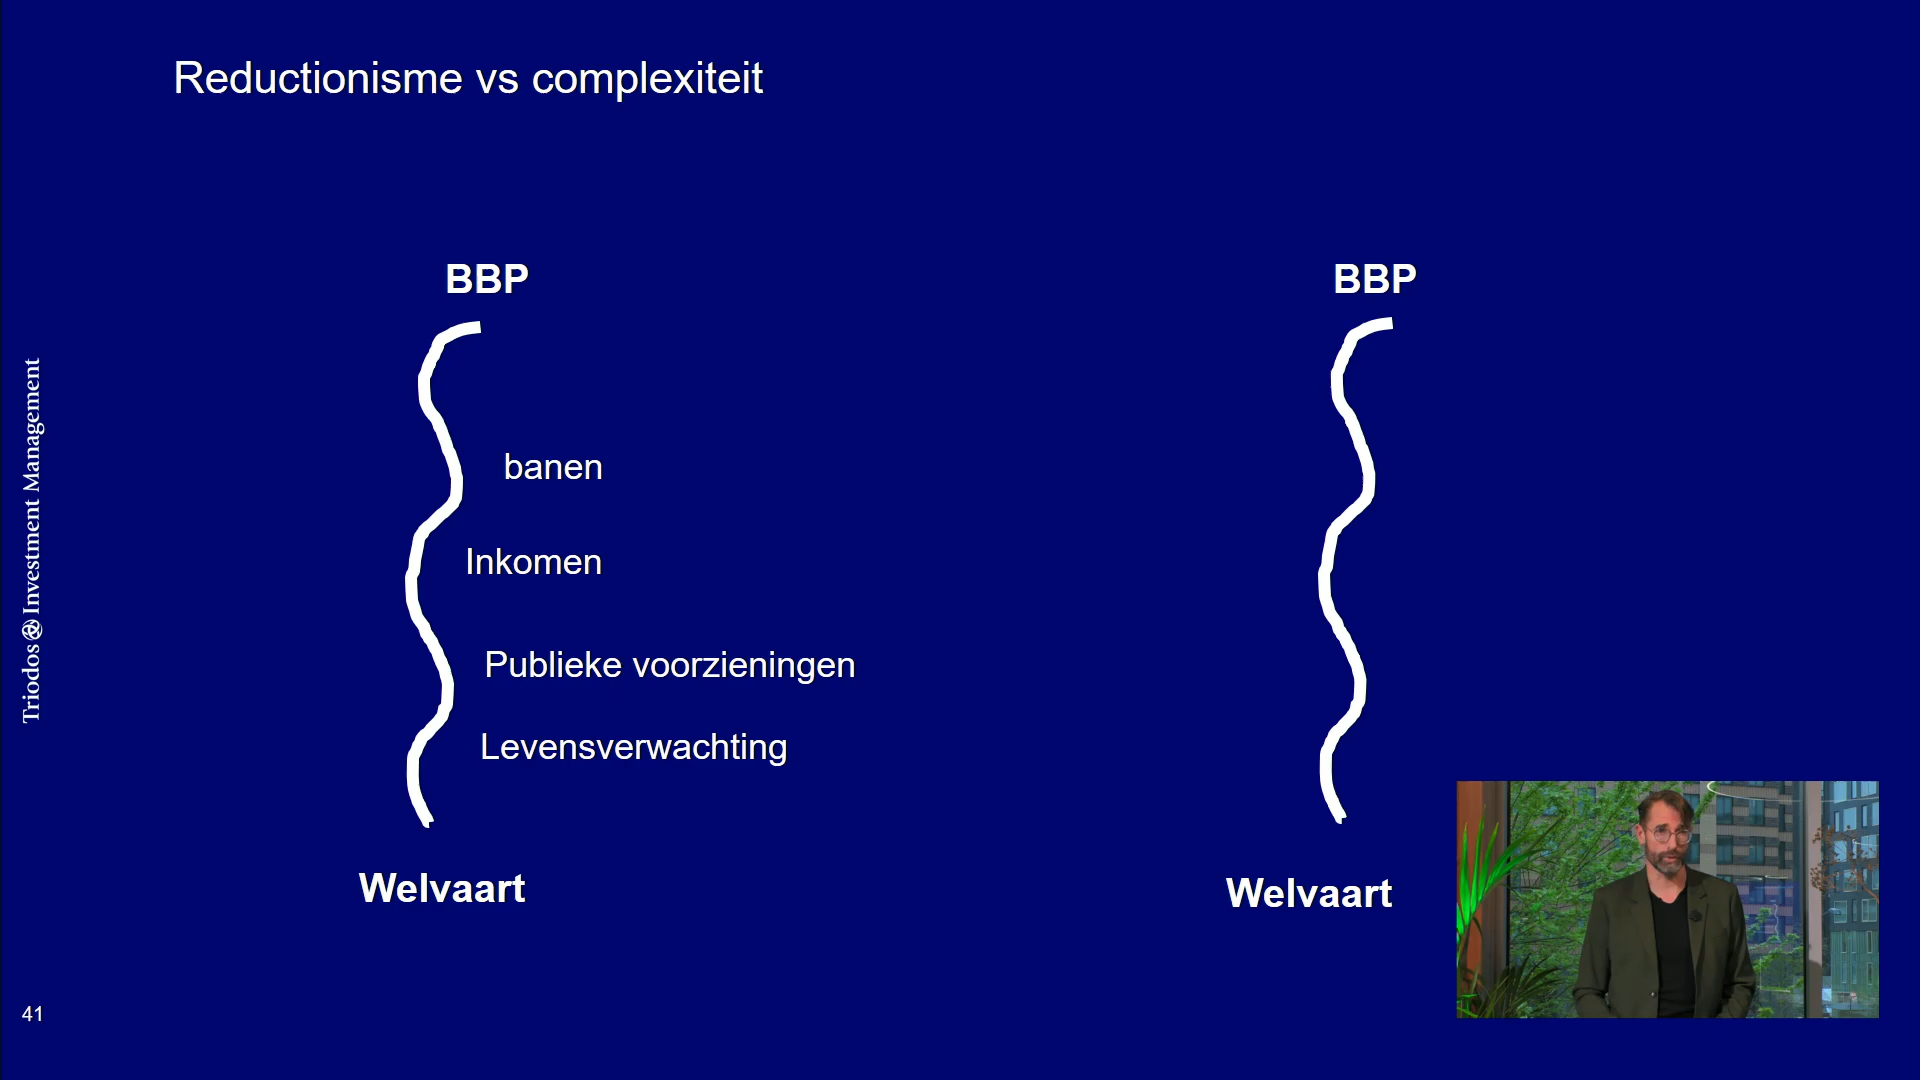 Reductionisme vs complexiteit
BBP
banen
Inkomen
Publieke voorzieningen
Levensverwachting
Welvaart
BBP
Welvaart
Triodos Investment Management
41